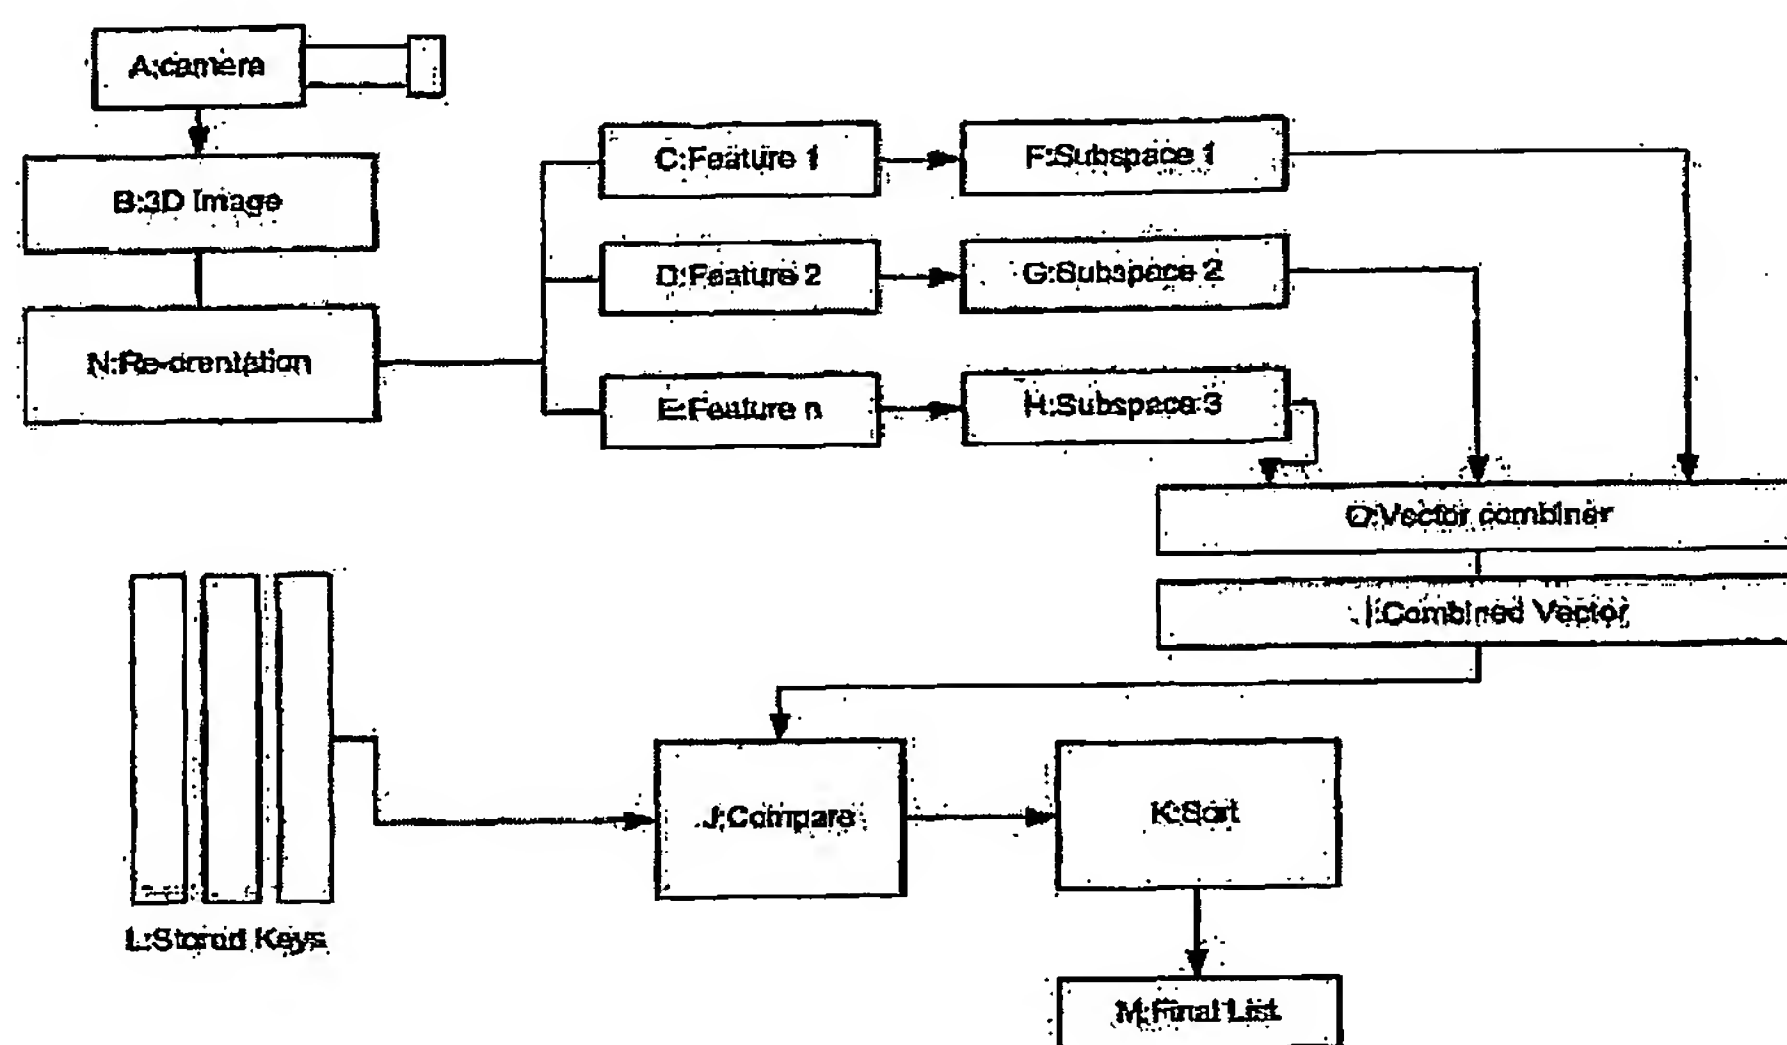 A:camera
B:3D Image
N:Re-orentation
C:Feature 1
F:Subspace 1
D:Feature 2
G:Subspace 2
E:Feature n
H:Subspace 3
O:Vector combiner
I:Combined Vector
L:Stored Keys
J:Compare
K:Sort
M:Final List